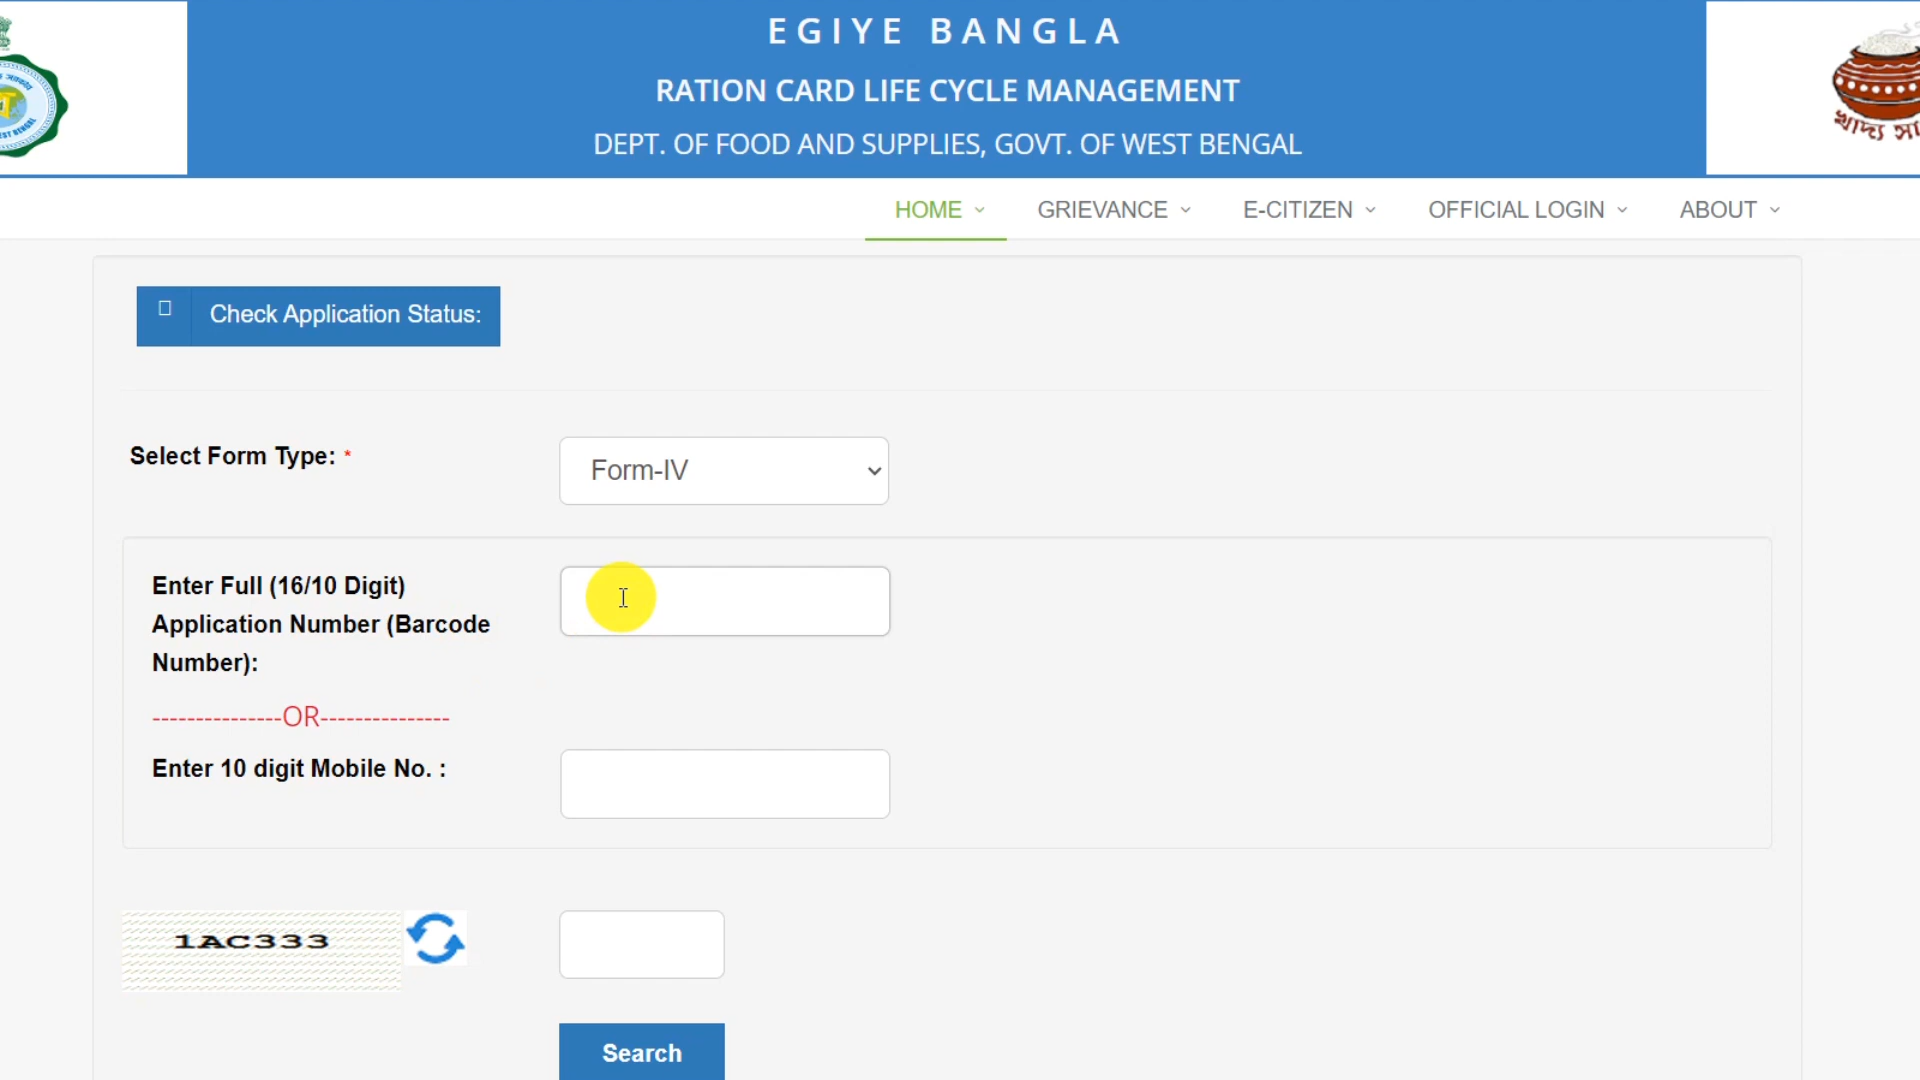 EGIYE BANGLA
RATION CARD LIFE CYCLE MANAGEMENT
DEPT. OF FOOD AND SUPPLIES, GOVT. OF WEST BENGAL
খাদ্য সা
HOME GRIEVANCE E-CITIZEN OFFICIAL LOGIN ABOUT
Check Application Status:
Select Form Type: *
Form-IV
Enter Full (16/10 Digit)
Application Number (Barcode
Number):
---------------OR---------------
Enter 10 digit Mobile No. :
1AC333
Search